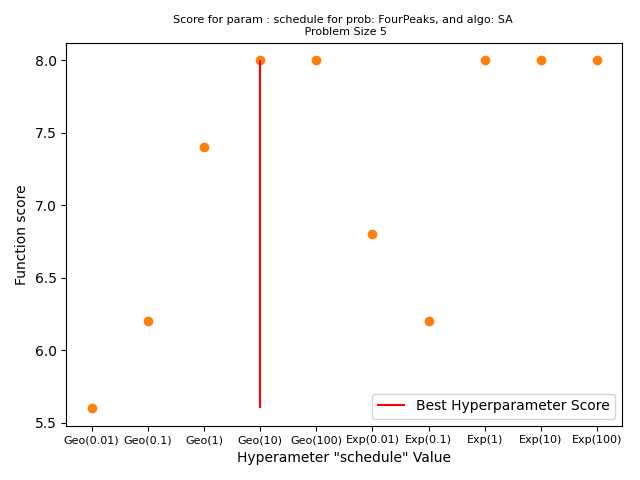 Score for param : schedule for prob: FourPeaks, and algo: SA
Problem Size 5
Function score
8.0
7.5
7.0
6.5
6.0
5.5
Best Hyperparameter Score
Geo(0.01) Geo(0.1) Geo(1) Geo(10) Geo(100) Exp(0.01) Exp(0.1) Exp(1) Exp(10) Exp(100)
Hyperameter "schedule" Value